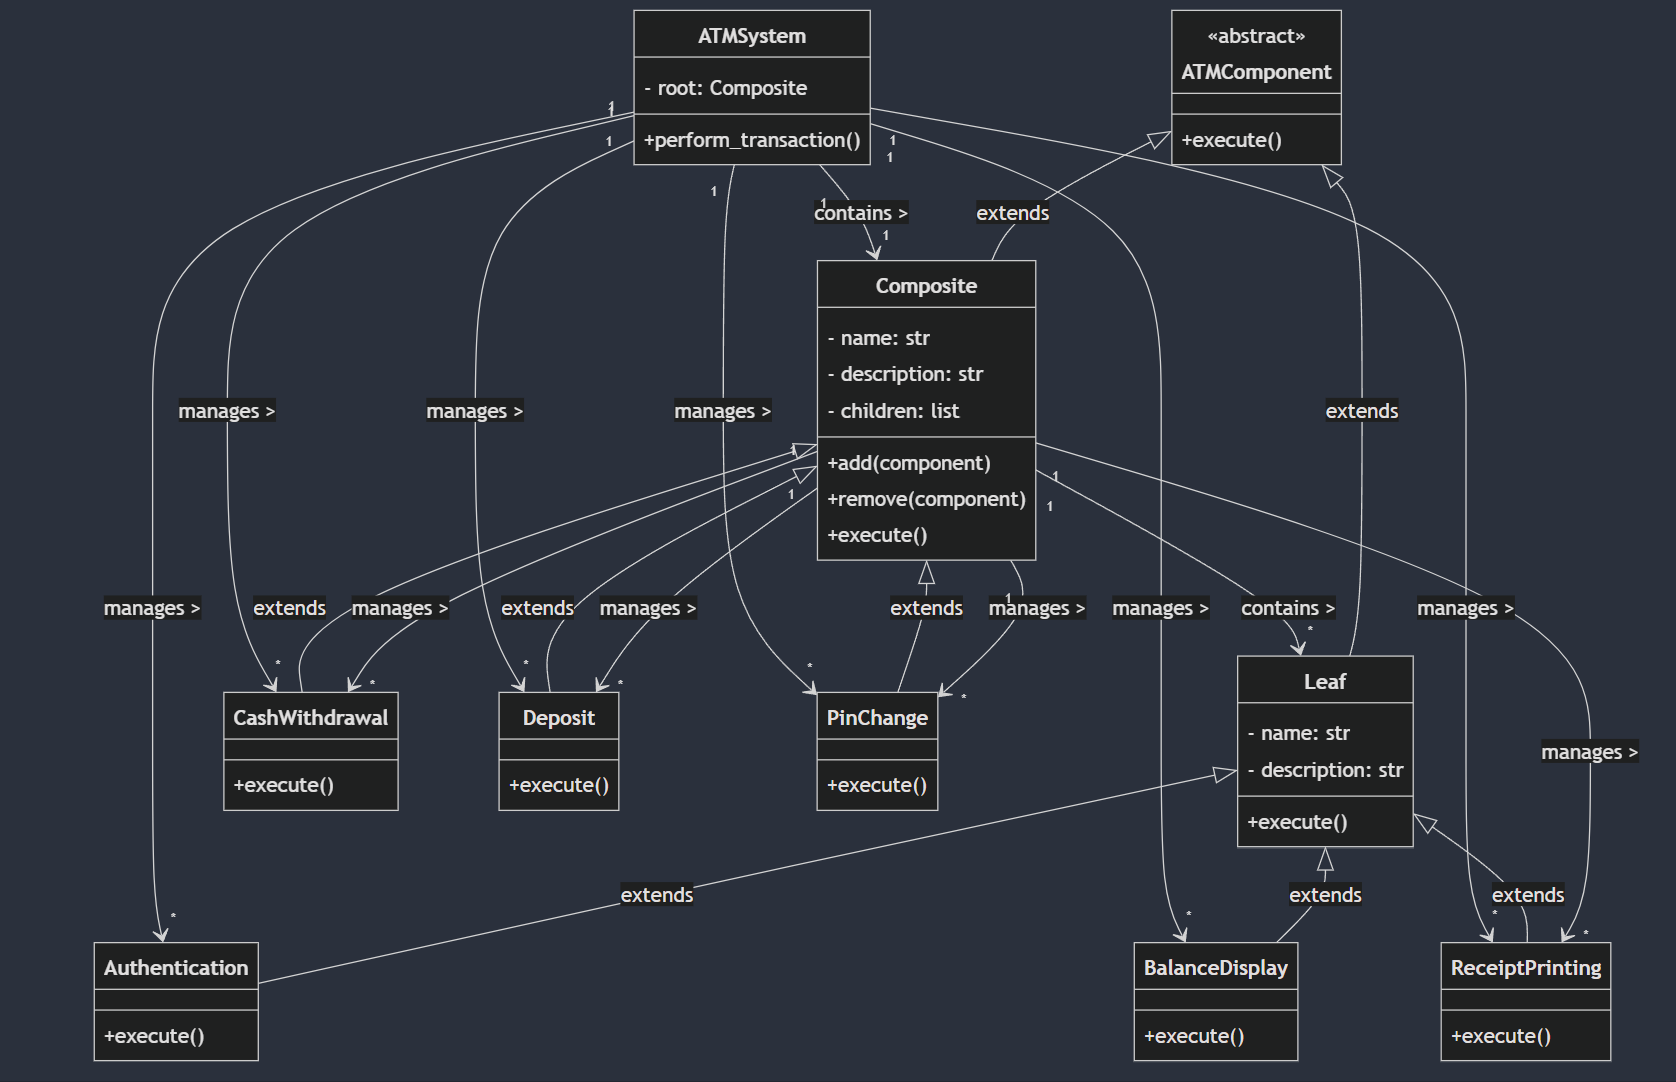 ATMSystem
- root: Composite
+perform_transaction()
«abstract»
ATMComponent
+execute()
1
1
1
1
1
1
1
contains >
1
extends
Composite
- name: str
- description: str
- children: list
+add(component)
+remove(component)
+execute()
manages >
manages >
manages >
extends
1
1
1
1
manages >
extends
manages >
extends
manages >
extends
1
manages >
manages >
contains >
manages >
*
*
*
*
*
*
*
CashWithdrawal
+execute()
Deposit
+execute()
PinChange
+execute()
Leaf
- name: str
- description: str
+execute()
manages >
extends
extends
extends
*
*
*
*
Authentication
+execute()
BalanceDisplay
+execute()
ReceiptPrinting
+execute()